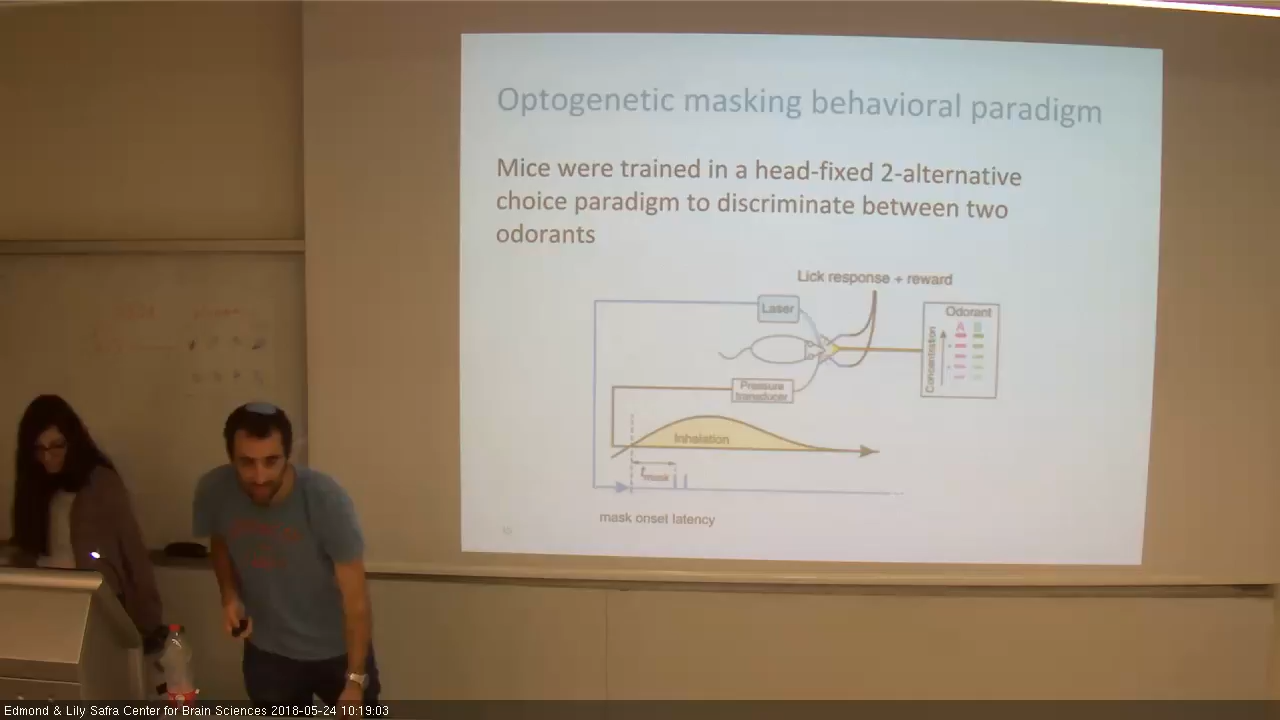 Optogenetic masking behavioral paradigm
Mice were trained in a head-fixed 2-alternative
choice paradigm to discriminate between two
odorants
Lick response + reward
Laser
Odorant
A B
Concentration
Pressure
transducer
Inhalation
tmask
mask onset latency
Edmond & Lily Safra Center for Brain Sciences 2018-05-24 10:19:03